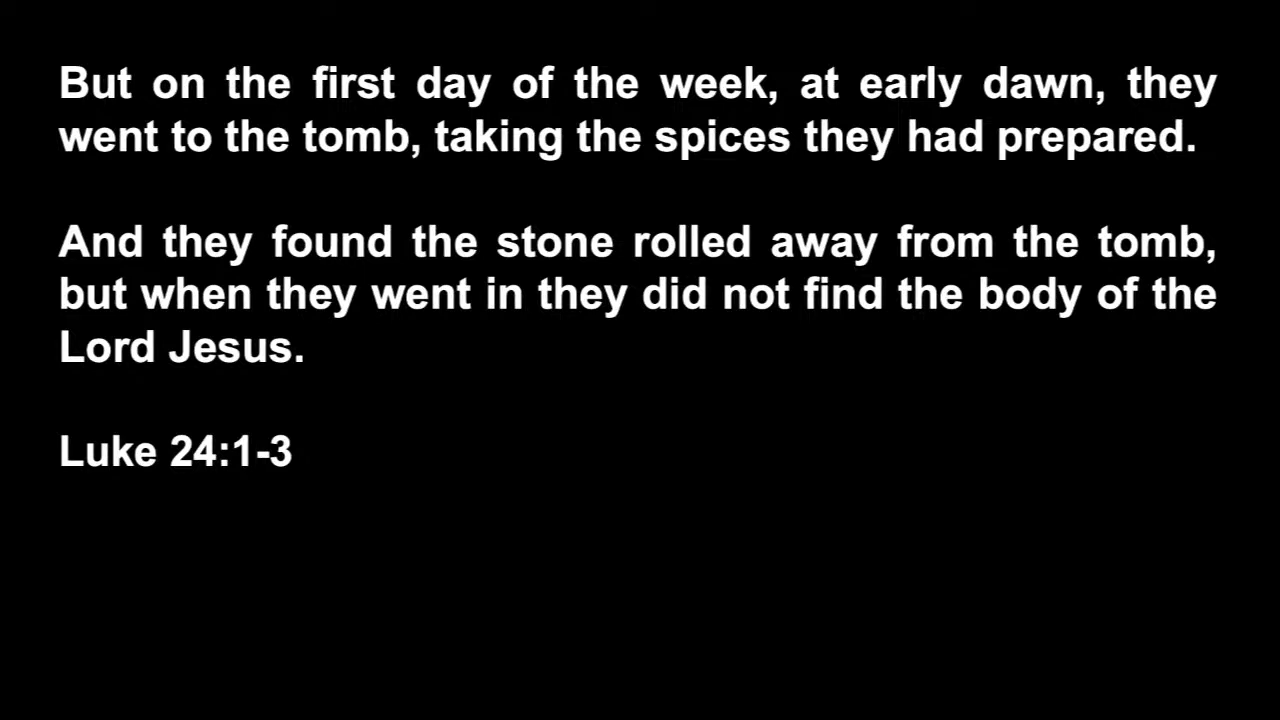 But on the first day of the week, at early dawn, they
went to the tomb, taking the spices they had prepared.
And they found the stone rolled away from the tomb,
but when they went in they did not find the body of the
Lord Jesus.
Luke 24:1-3